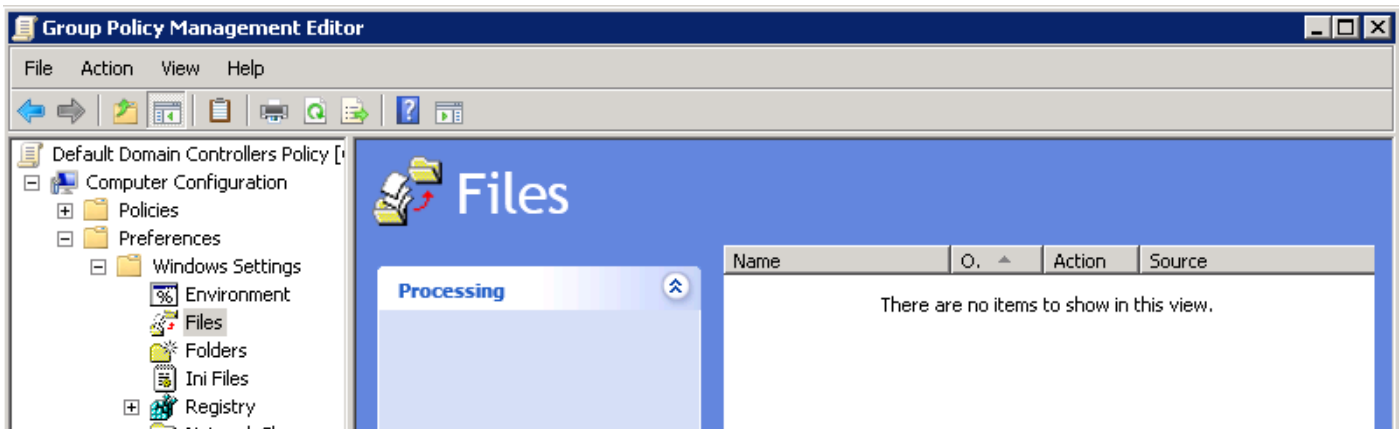 Group Policy Management Editor
File Action View Help
Default Domain Controllers Policy [
Computer Configuration
Policies
Preferences
Windows Settings
Environment
Files
Folders
Ini Files
Registry
Files
Processing
Name O. Action Source
There are no items to show in this view.